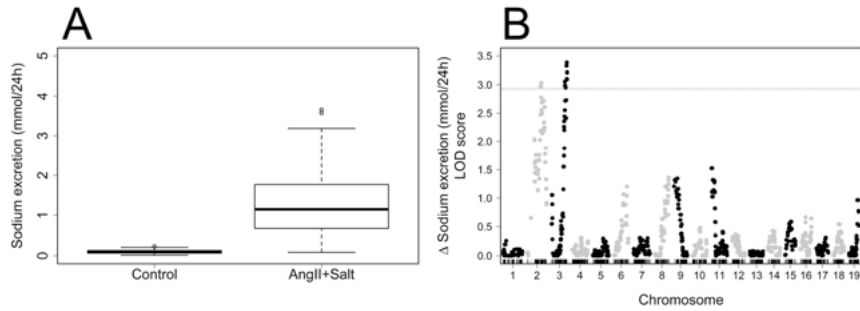 A
Sodium excretion (mmol/24h)
5
4
3
2
1
0
Control
AngII+Salt
B
Δ Sodium excretion (mmol/24h)
LOD score
3.5
3.0
2.5
2.0
1.5
1.0
0.5
0.0
1 2 3 4 5 6 7 8 9 10 11 12 13 14 15 16 17 18 19
Chromosome